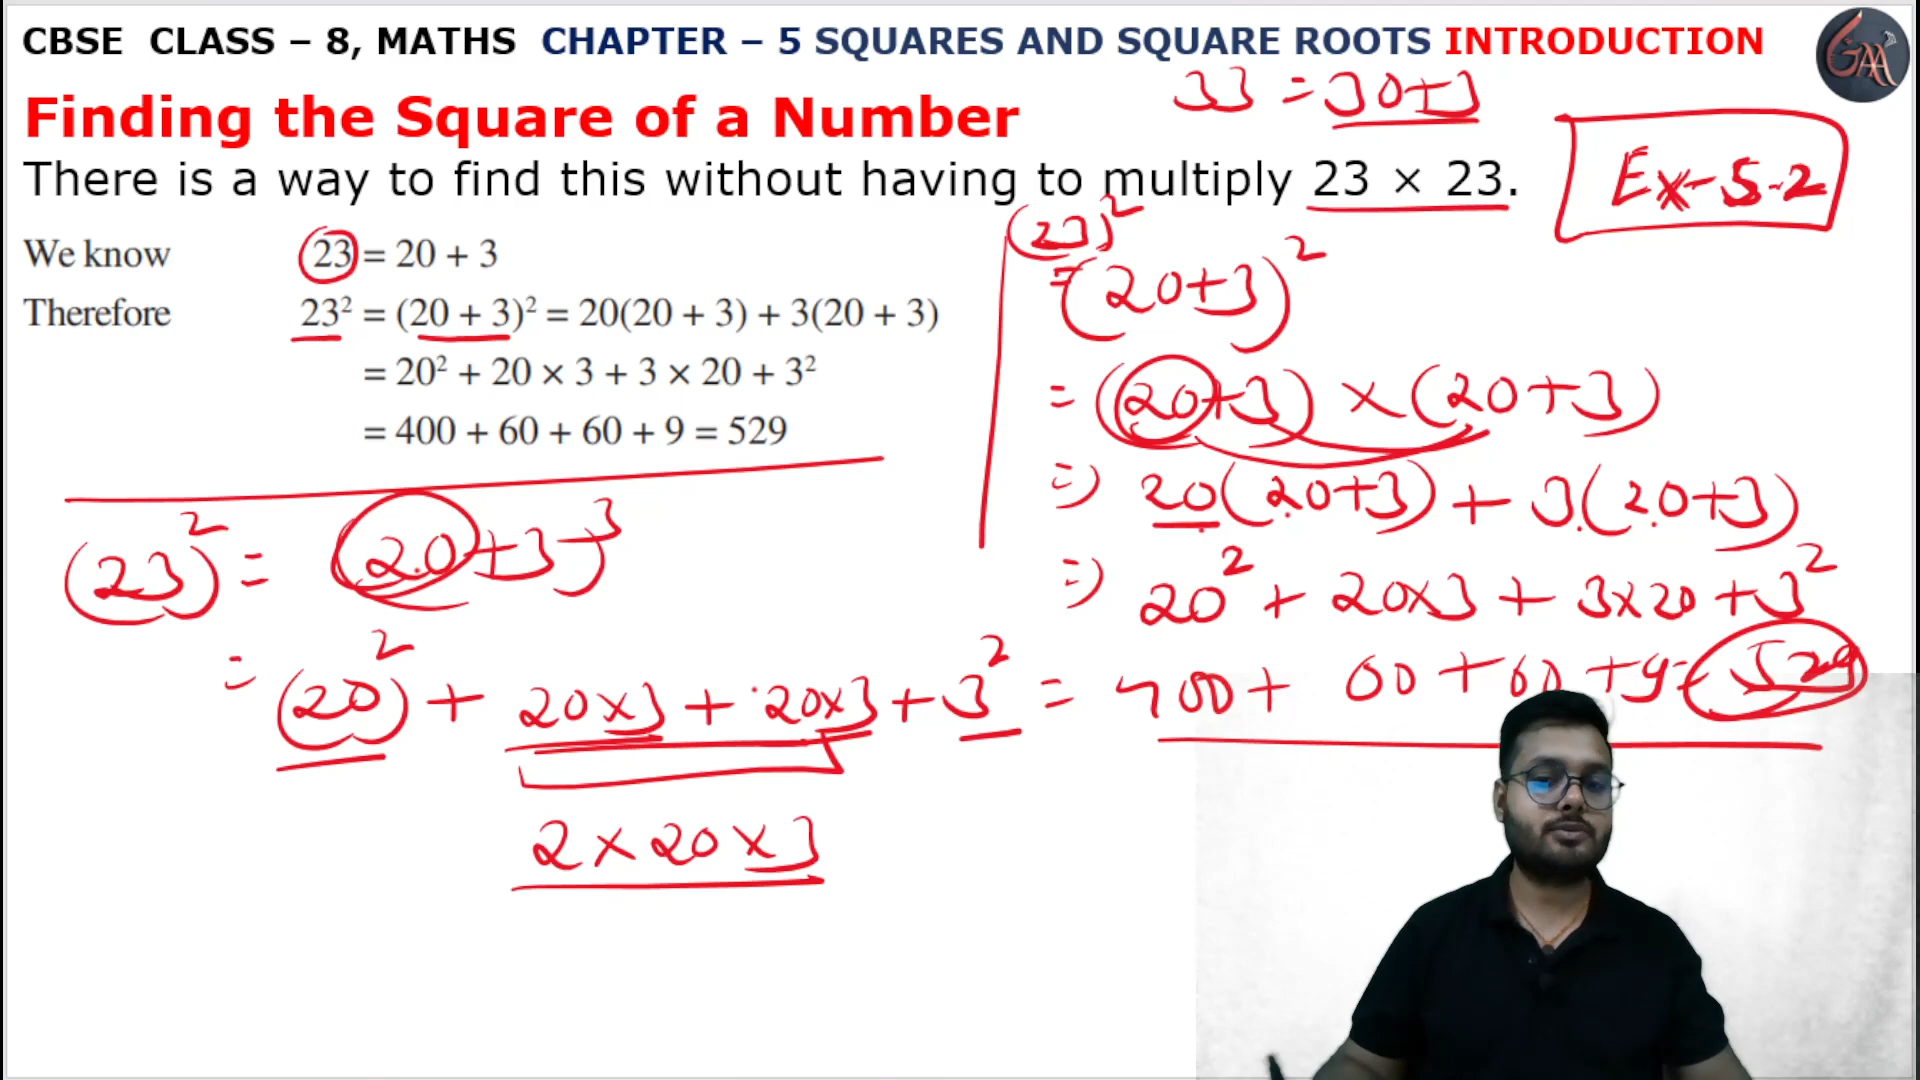 CBSE CLASS – 8, MATHS CHAPTER – 5 SQUARES AND SQUARE ROOTS INTRODUCTION
33 = 30+3
Finding the Square of a Number
There is a way to find this without having to multiply 23 × 23.
Ex-5.2
We know 23 = 20 + 3
Therefore 23² = (20 + 3)² = 20(20 + 3) + 3(20 + 3)
= 20² + 20 × 3 + 3 × 20 + 3²
= 400 + 60 + 60 + 9 = 529
(23)²
= (20+3)²
= (20+3) × (20+3)
=) 20(20+3) + 3(20+3)
=) 20² + 20×3 + 3×20 + 3²
(23)² = (20+3)³
= (20)² + 20×3 + 20×3 + 3² = 400 + 60 + 60 + 9 = 529
2 × 20 × 3